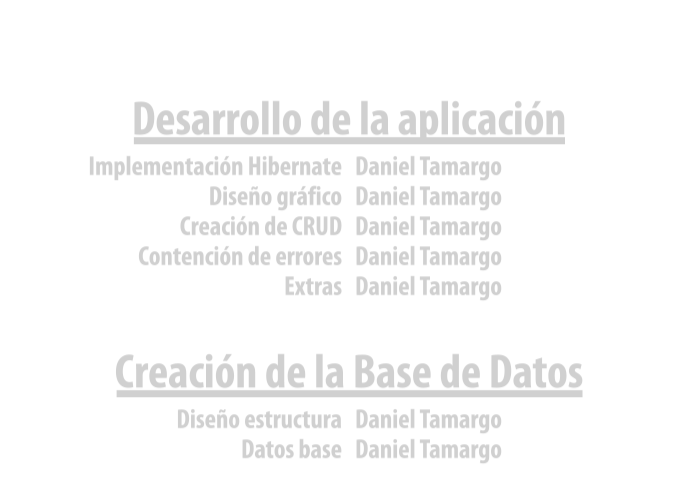 Desarrollo de la aplicación
Implementación Hibernate Daniel Tamargo
Diseño gráfico Daniel Tamargo
Creación de CRUD Daniel Tamargo
Contención de errores Daniel Tamargo
Extras Daniel Tamargo
Creación de la Base de Datos
Diseño estructura Daniel Tamargo
Datos base Daniel Tamargo